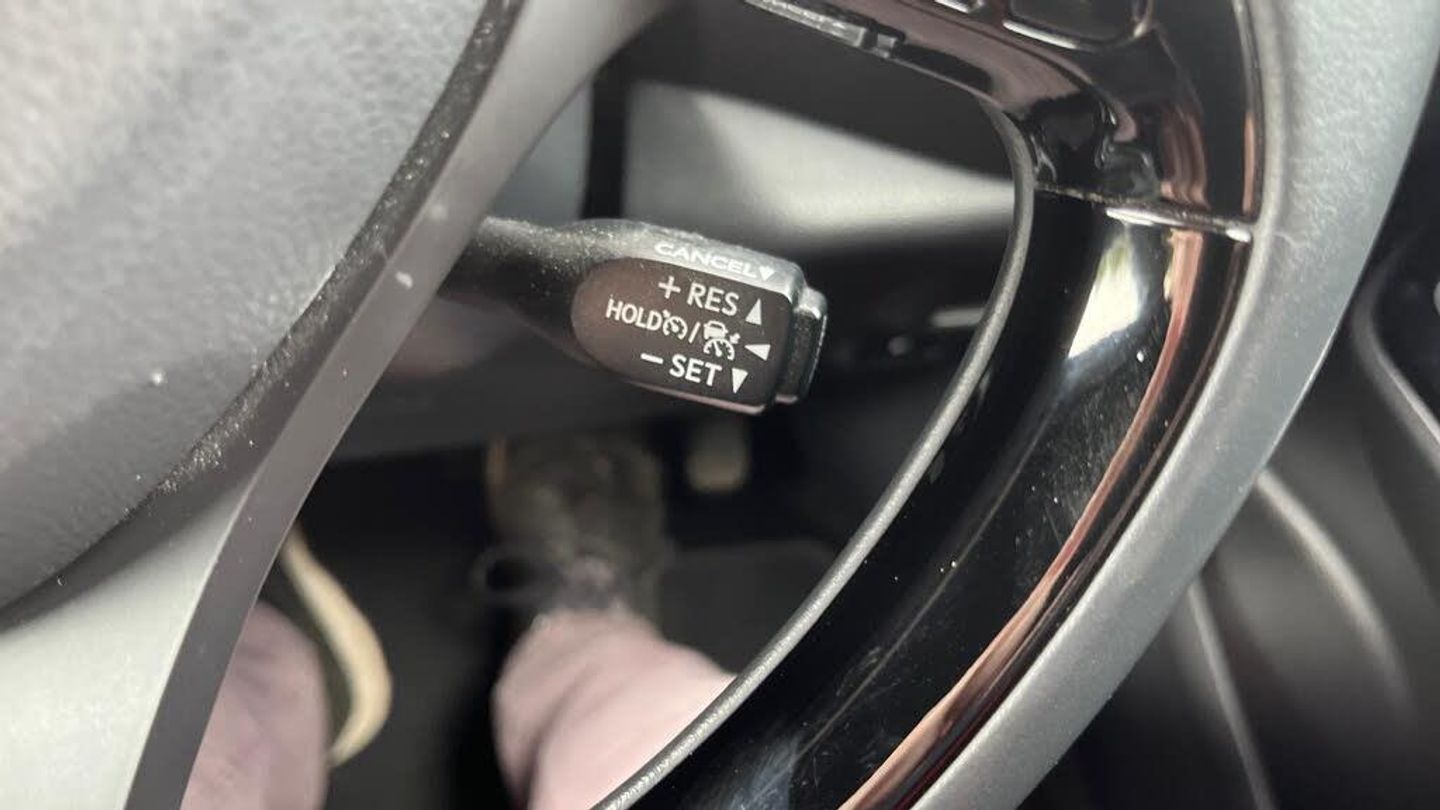 CANCEL▼
+ RES ▲
HOLD / ◀
− SET ▼